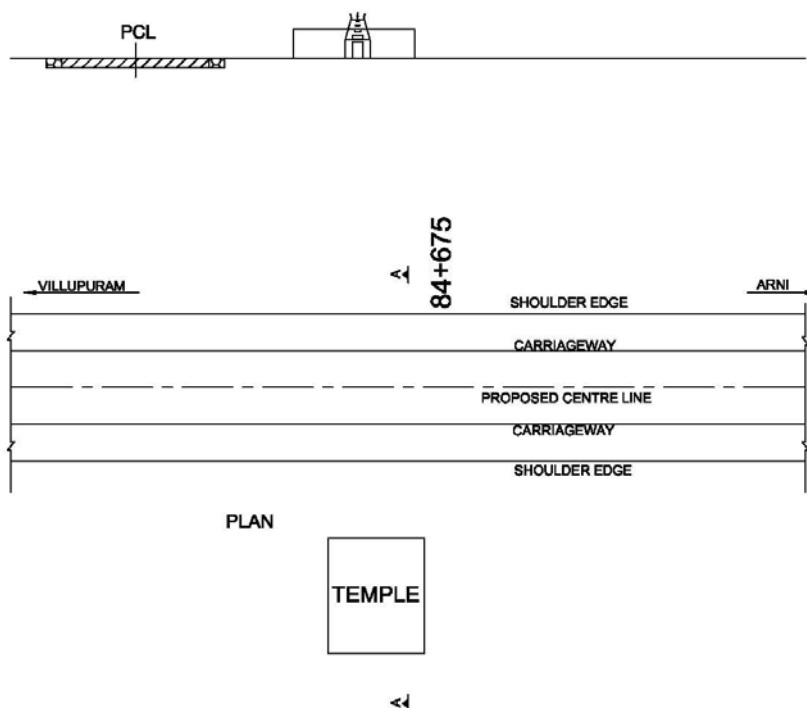 PCL
A
84+675
VILLUPURAM
ARNI
SHOULDER EDGE
CARRIAGEWAY
PROPOSED CENTRE LINE
CARRIAGEWAY
SHOULDER EDGE
PLAN
TEMPLE
A